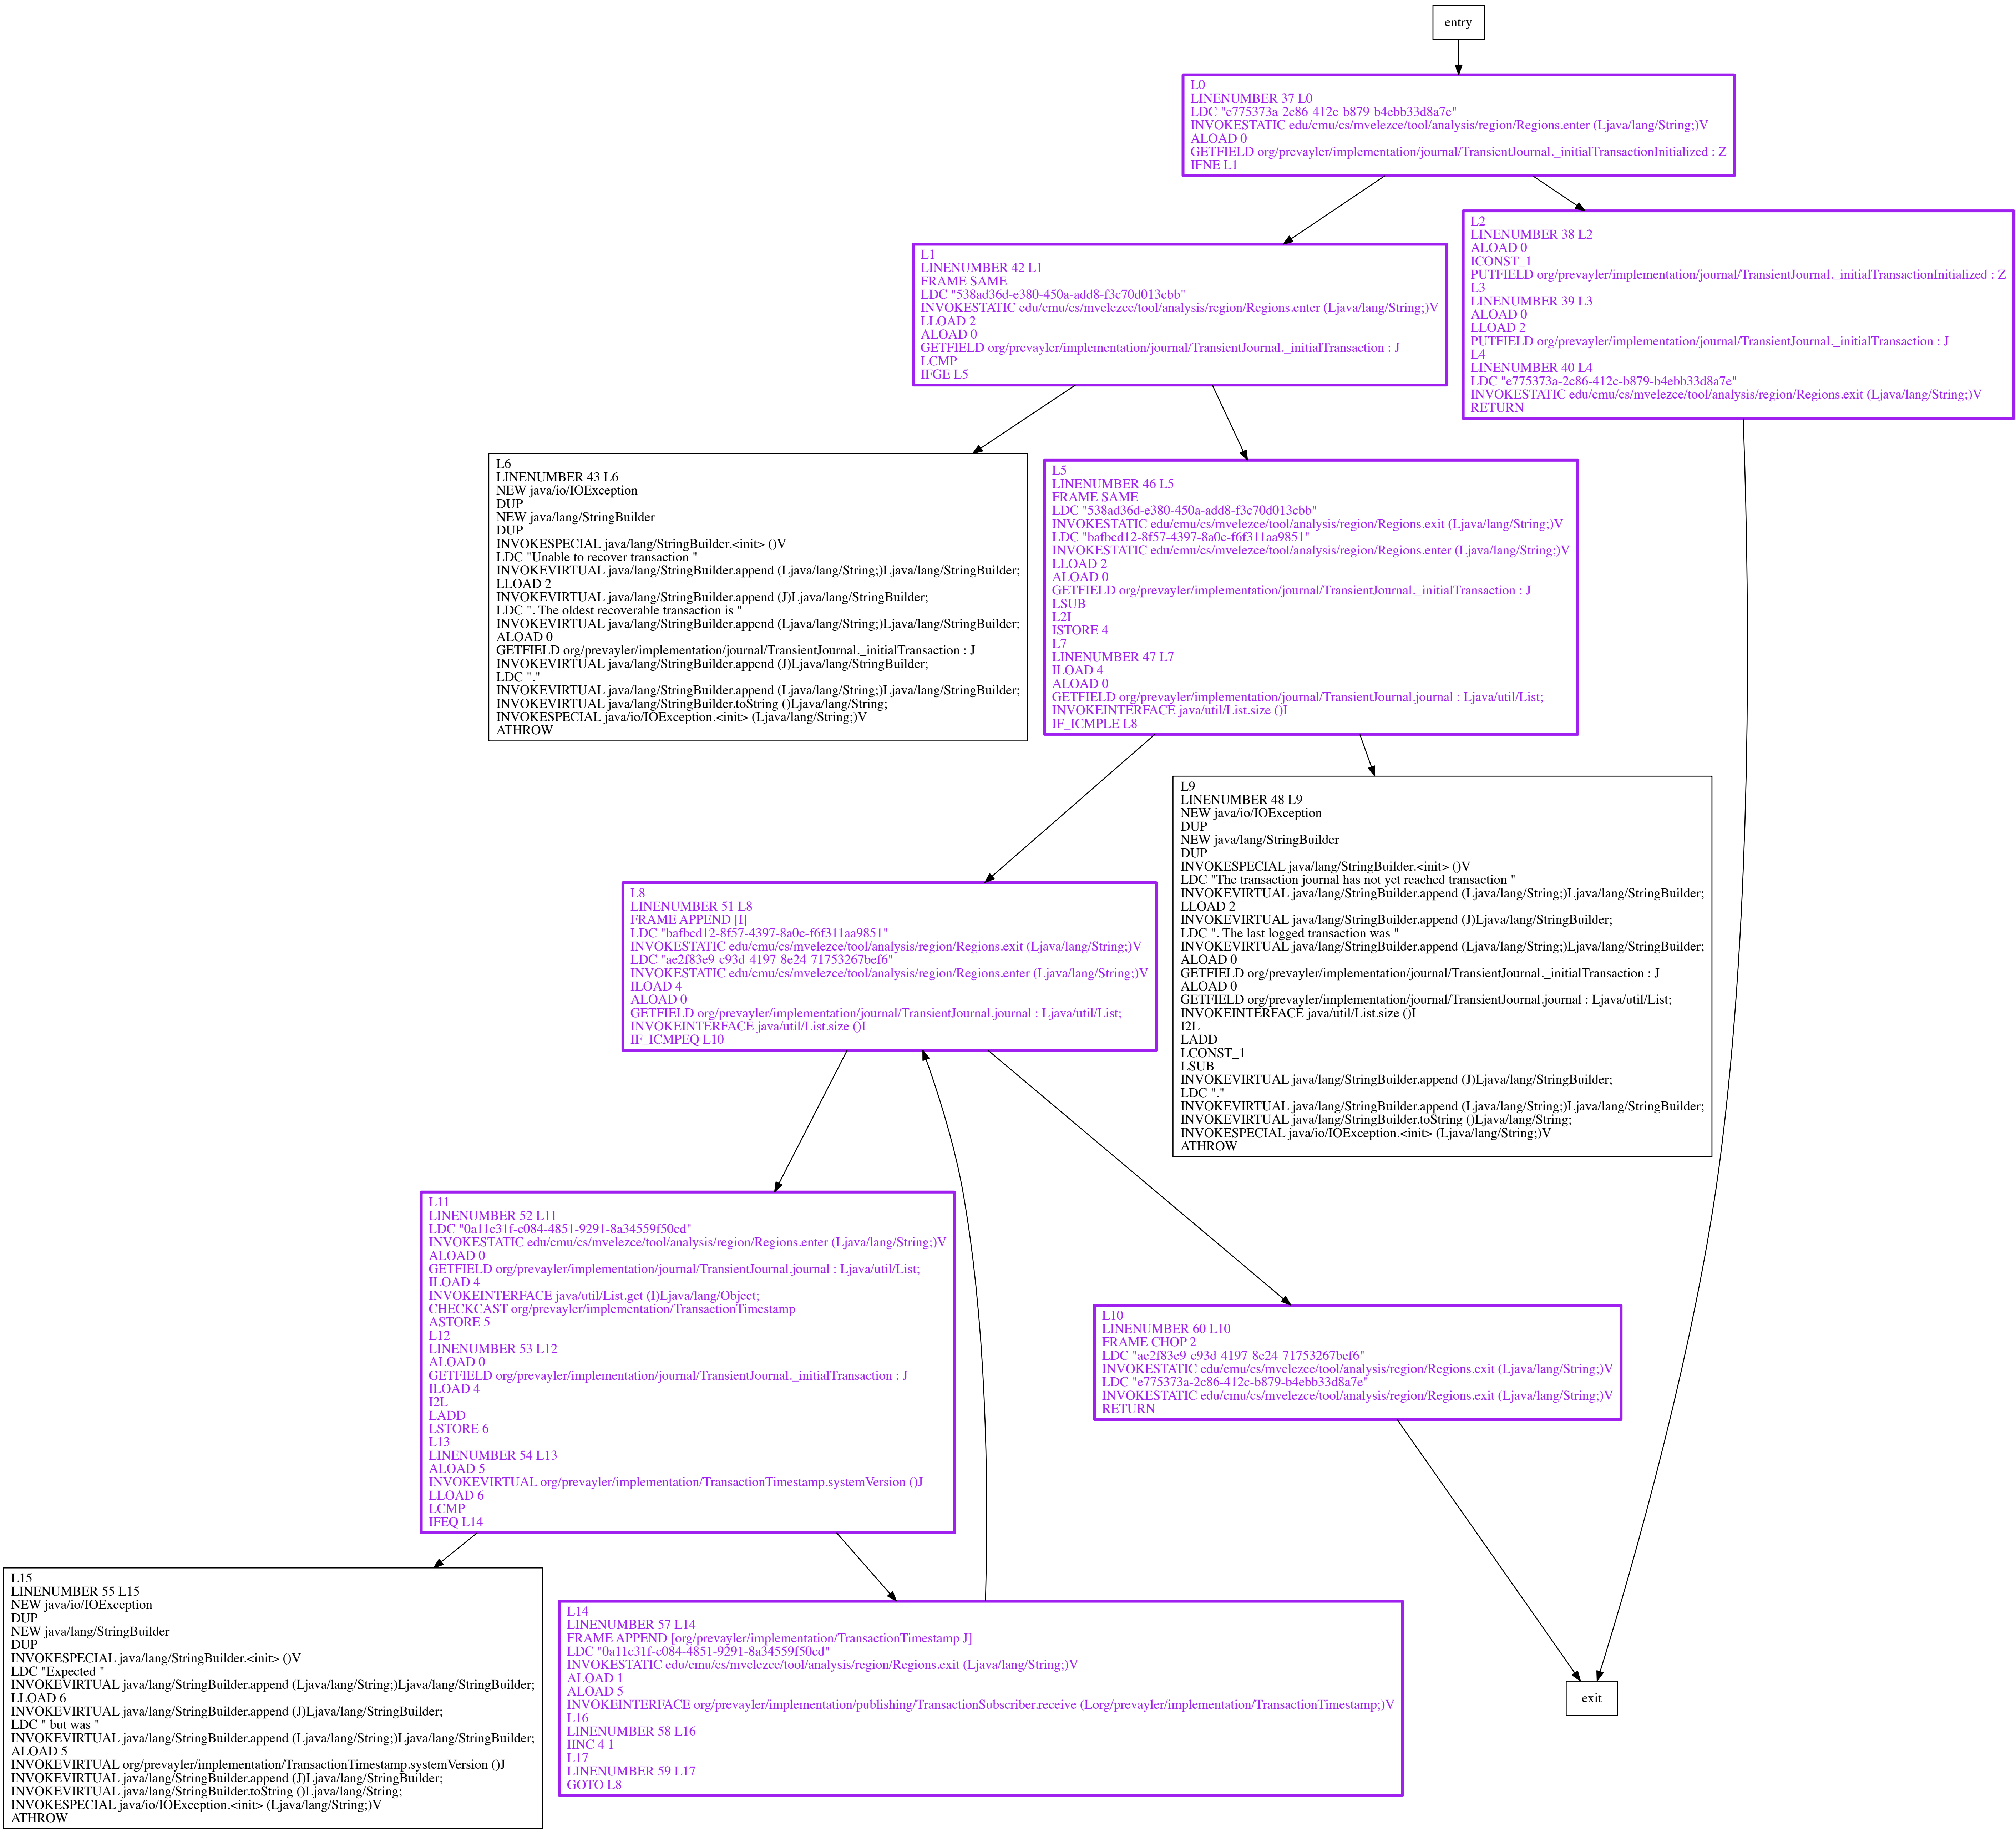 entry
L0
LINENUMBER 37 L0
LDC "e775373a-2c86-412c-b879-b4ebb33d8a7e"
INVOKESTATIC edu/cmu/cs/mvelezce/tool/analysis/region/Regions.enter (Ljava/lang/String;)V
ALOAD 0
GETFIELD org/prevayler/implementation/journal/TransientJournal._initialTransactionInitialized : Z
IFNE L1
L1
LINENUMBER 42 L1
FRAME SAME
LDC "538ad36d-e380-450a-add8-f3c70d013cbb"
INVOKESTATIC edu/cmu/cs/mvelezce/tool/analysis/region/Regions.enter (Ljava/lang/String;)V
LLOAD 2
ALOAD 0
GETFIELD org/prevayler/implementation/journal/TransientJournal._initialTransaction : J
LCMP
IFGE L5
L2
LINENUMBER 38 L2
ALOAD 0
ICONST_1
PUTFIELD org/prevayler/implementation/journal/TransientJournal._initialTransactionInitialized : Z
L3
LINENUMBER 39 L3
ALOAD 0
LLOAD 2
PUTFIELD org/prevayler/implementation/journal/TransientJournal._initialTransaction : J
L4
LINENUMBER 40 L4
LDC "e775373a-2c86-412c-b879-b4ebb33d8a7e"
INVOKESTATIC edu/cmu/cs/mvelezce/tool/analysis/region/Regions.exit (Ljava/lang/String;)V
RETURN
L6
LINENUMBER 43 L6
NEW java/io/IOException
DUP
NEW java/lang/StringBuilder
DUP
INVOKESPECIAL java/lang/StringBuilder.<init> ()V
LDC "Unable to recover transaction "
INVOKEVIRTUAL java/lang/StringBuilder.append (Ljava/lang/String;)Ljava/lang/StringBuilder;
LLOAD 2
INVOKEVIRTUAL java/lang/StringBuilder.append (J)Ljava/lang/StringBuilder;
LDC ". The oldest recoverable transaction is "
INVOKEVIRTUAL java/lang/StringBuilder.append (Ljava/lang/String;)Ljava/lang/StringBuilder;
ALOAD 0
GETFIELD org/prevayler/implementation/journal/TransientJournal._initialTransaction : J
INVOKEVIRTUAL java/lang/StringBuilder.append (J)Ljava/lang/StringBuilder;
LDC "."
INVOKEVIRTUAL java/lang/StringBuilder.append (Ljava/lang/String;)Ljava/lang/StringBuilder;
INVOKEVIRTUAL java/lang/StringBuilder.toString ()Ljava/lang/String;
INVOKESPECIAL java/io/IOException.<init> (Ljava/lang/String;)V
ATHROW
L5
LINENUMBER 46 L5
FRAME SAME
LDC "538ad36d-e380-450a-add8-f3c70d013cbb"
INVOKESTATIC edu/cmu/cs/mvelezce/tool/analysis/region/Regions.exit (Ljava/lang/String;)V
LDC "bafbcd12-8f57-4397-8a0c-f6f311aa9851"
INVOKESTATIC edu/cmu/cs/mvelezce/tool/analysis/region/Regions.enter (Ljava/lang/String;)V
LLOAD 2
ALOAD 0
GETFIELD org/prevayler/implementation/journal/TransientJournal._initialTransaction : J
LSUB
L2I
ISTORE 4
L7
LINENUMBER 47 L7
ILOAD 4
ALOAD 0
GETFIELD org/prevayler/implementation/journal/TransientJournal.journal : Ljava/util/List;
INVOKEINTERFACE java/util/List.size ()I
IF_ICMPLE L8
L9
LINENUMBER 48 L9
NEW java/io/IOException
DUP
NEW java/lang/StringBuilder
DUP
INVOKESPECIAL java/lang/StringBuilder.<init> ()V
LDC "The transaction journal has not yet reached transaction "
INVOKEVIRTUAL java/lang/StringBuilder.append (Ljava/lang/String;)Ljava/lang/StringBuilder;
LLOAD 2
INVOKEVIRTUAL java/lang/StringBuilder.append (J)Ljava/lang/StringBuilder;
LDC ". The last logged transaction was "
INVOKEVIRTUAL java/lang/StringBuilder.append (Ljava/lang/String;)Ljava/lang/StringBuilder;
ALOAD 0
GETFIELD org/prevayler/implementation/journal/TransientJournal._initialTransaction : J
ALOAD 0
GETFIELD org/prevayler/implementation/journal/TransientJournal.journal : Ljava/util/List;
INVOKEINTERFACE java/util/List.size ()I
I2L
LADD
LCONST_1
LSUB
INVOKEVIRTUAL java/lang/StringBuilder.append (J)Ljava/lang/StringBuilder;
LDC "."
INVOKEVIRTUAL java/lang/StringBuilder.append (Ljava/lang/String;)Ljava/lang/StringBuilder;
INVOKEVIRTUAL java/lang/StringBuilder.toString ()Ljava/lang/String;
INVOKESPECIAL java/io/IOException.<init> (Ljava/lang/String;)V
ATHROW
L8
LINENUMBER 51 L8
FRAME APPEND [I]
LDC "bafbcd12-8f57-4397-8a0c-f6f311aa9851"
INVOKESTATIC edu/cmu/cs/mvelezce/tool/analysis/region/Regions.exit (Ljava/lang/String;)V
LDC "ae2f83e9-c93d-4197-8e24-71753267bef6"
INVOKESTATIC edu/cmu/cs/mvelezce/tool/analysis/region/Regions.enter (Ljava/lang/String;)V
ILOAD 4
ALOAD 0
GETFIELD org/prevayler/implementation/journal/TransientJournal.journal : Ljava/util/List;
INVOKEINTERFACE java/util/List.size ()I
IF_ICMPEQ L10
L11
LINENUMBER 52 L11
LDC "0a11c31f-c084-4851-9291-8a34559f50cd"
INVOKESTATIC edu/cmu/cs/mvelezce/tool/analysis/region/Regions.enter (Ljava/lang/String;)V
ALOAD 0
GETFIELD org/prevayler/implementation/journal/TransientJournal.journal : Ljava/util/List;
ILOAD 4
INVOKEINTERFACE java/util/List.get (I)Ljava/lang/Object;
CHECKCAST org/prevayler/implementation/TransactionTimestamp
ASTORE 5
L12
LINENUMBER 53 L12
ALOAD 0
GETFIELD org/prevayler/implementation/journal/TransientJournal._initialTransaction : J
ILOAD 4
I2L
LADD
LSTORE 6
L13
LINENUMBER 54 L13
ALOAD 5
INVOKEVIRTUAL org/prevayler/implementation/TransactionTimestamp.systemVersion ()J
LLOAD 6
LCMP
IFEQ L14
L10
LINENUMBER 60 L10
FRAME CHOP 2
LDC "ae2f83e9-c93d-4197-8e24-71753267bef6"
INVOKESTATIC edu/cmu/cs/mvelezce/tool/analysis/region/Regions.exit (Ljava/lang/String;)V
LDC "e775373a-2c86-412c-b879-b4ebb33d8a7e"
INVOKESTATIC edu/cmu/cs/mvelezce/tool/analysis/region/Regions.exit (Ljava/lang/String;)V
RETURN
L15
LINENUMBER 55 L15
NEW java/io/IOException
DUP
NEW java/lang/StringBuilder
DUP
INVOKESPECIAL java/lang/StringBuilder.<init> ()V
LDC "Expected "
INVOKEVIRTUAL java/lang/StringBuilder.append (Ljava/lang/String;)Ljava/lang/StringBuilder;
LLOAD 6
INVOKEVIRTUAL java/lang/StringBuilder.append (J)Ljava/lang/StringBuilder;
LDC " but was "
INVOKEVIRTUAL java/lang/StringBuilder.append (Ljava/lang/String;)Ljava/lang/StringBuilder;
ALOAD 5
INVOKEVIRTUAL org/prevayler/implementation/TransactionTimestamp.systemVersion ()J
INVOKEVIRTUAL java/lang/StringBuilder.append (J)Ljava/lang/StringBuilder;
INVOKEVIRTUAL java/lang/StringBuilder.toString ()Ljava/lang/String;
INVOKESPECIAL java/io/IOException.<init> (Ljava/lang/String;)V
ATHROW
L14
LINENUMBER 57 L14
FRAME APPEND [org/prevayler/implementation/TransactionTimestamp J]
LDC "0a11c31f-c084-4851-9291-8a34559f50cd"
INVOKESTATIC edu/cmu/cs/mvelezce/tool/analysis/region/Regions.exit (Ljava/lang/String;)V
ALOAD 1
ALOAD 5
INVOKEINTERFACE org/prevayler/implementation/publishing/TransactionSubscriber.receive (Lorg/prevayler/implementation/TransactionTimestamp;)V
L16
LINENUMBER 58 L16
IINC 4 1
L17
LINENUMBER 59 L17
GOTO L8
exit